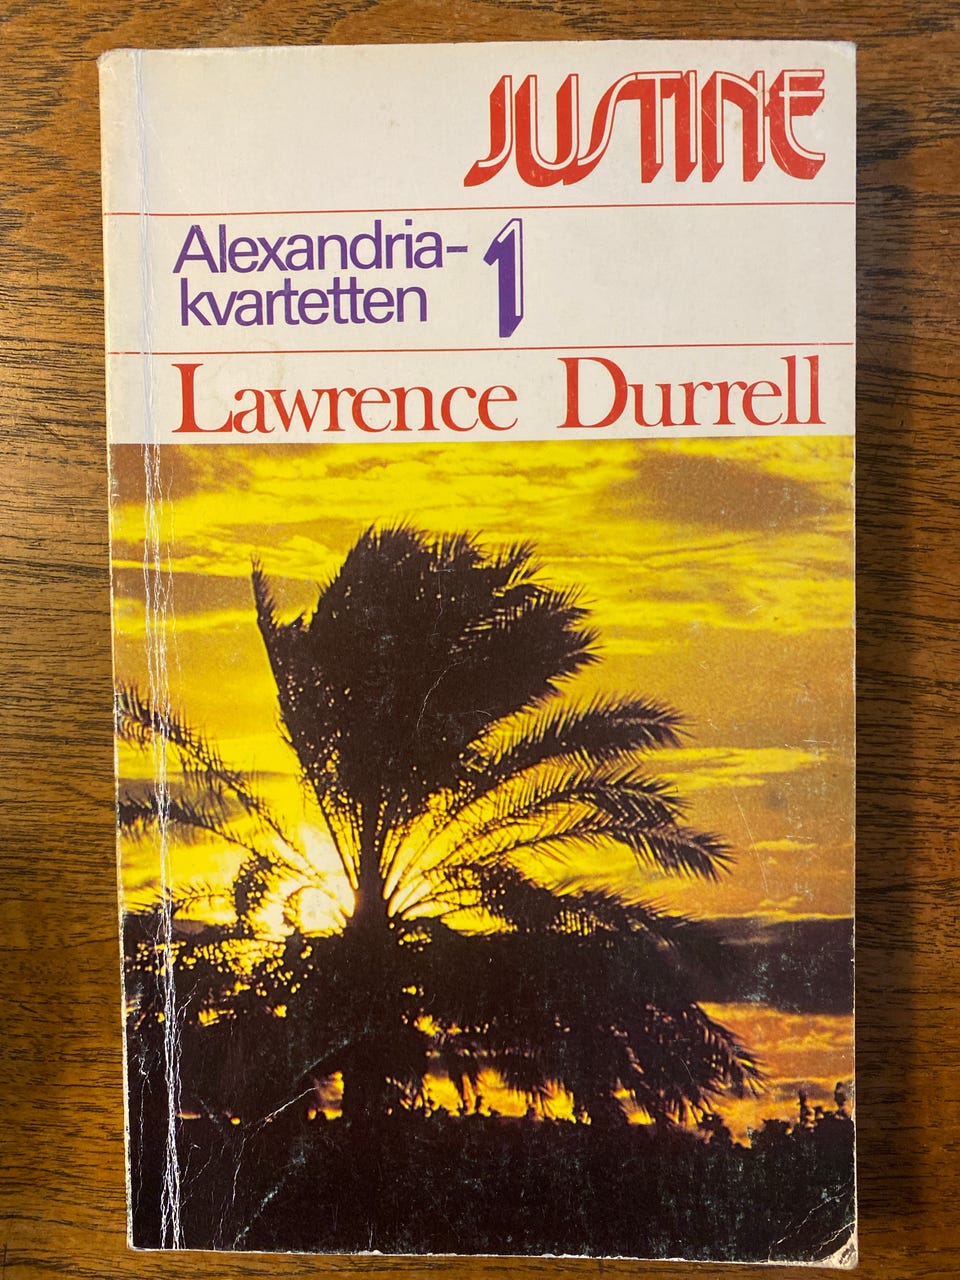 JUSTINE
Alexandria- 1
kvartetten
Lawrence Durrell